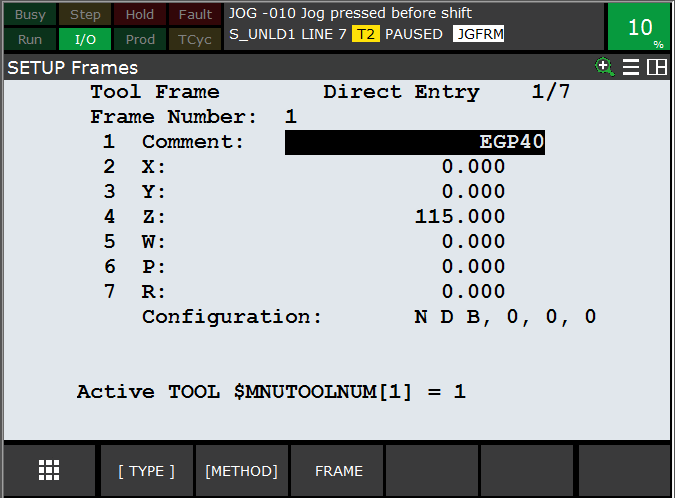 Busy Step Hold Fault JOG -010 Jog pressed before shift
Run I/O Prod TCyc S_UNLD1 LINE 7 T2 PAUSED JGFRM 10 %
SETUP Frames
Tool Frame Direct Entry 1/7
Frame Number: 1
1 Comment: EGP40
2 X: 0.000
3 Y: 0.000
4 Z: 115.000
5 W: 0.000
6 P: 0.000
7 R: 0.000
Configuration: N D B, 0, 0, 0
Active TOOL $MNUTOOLNUM[1] = 1
[ TYPE ] [METHOD] FRAME